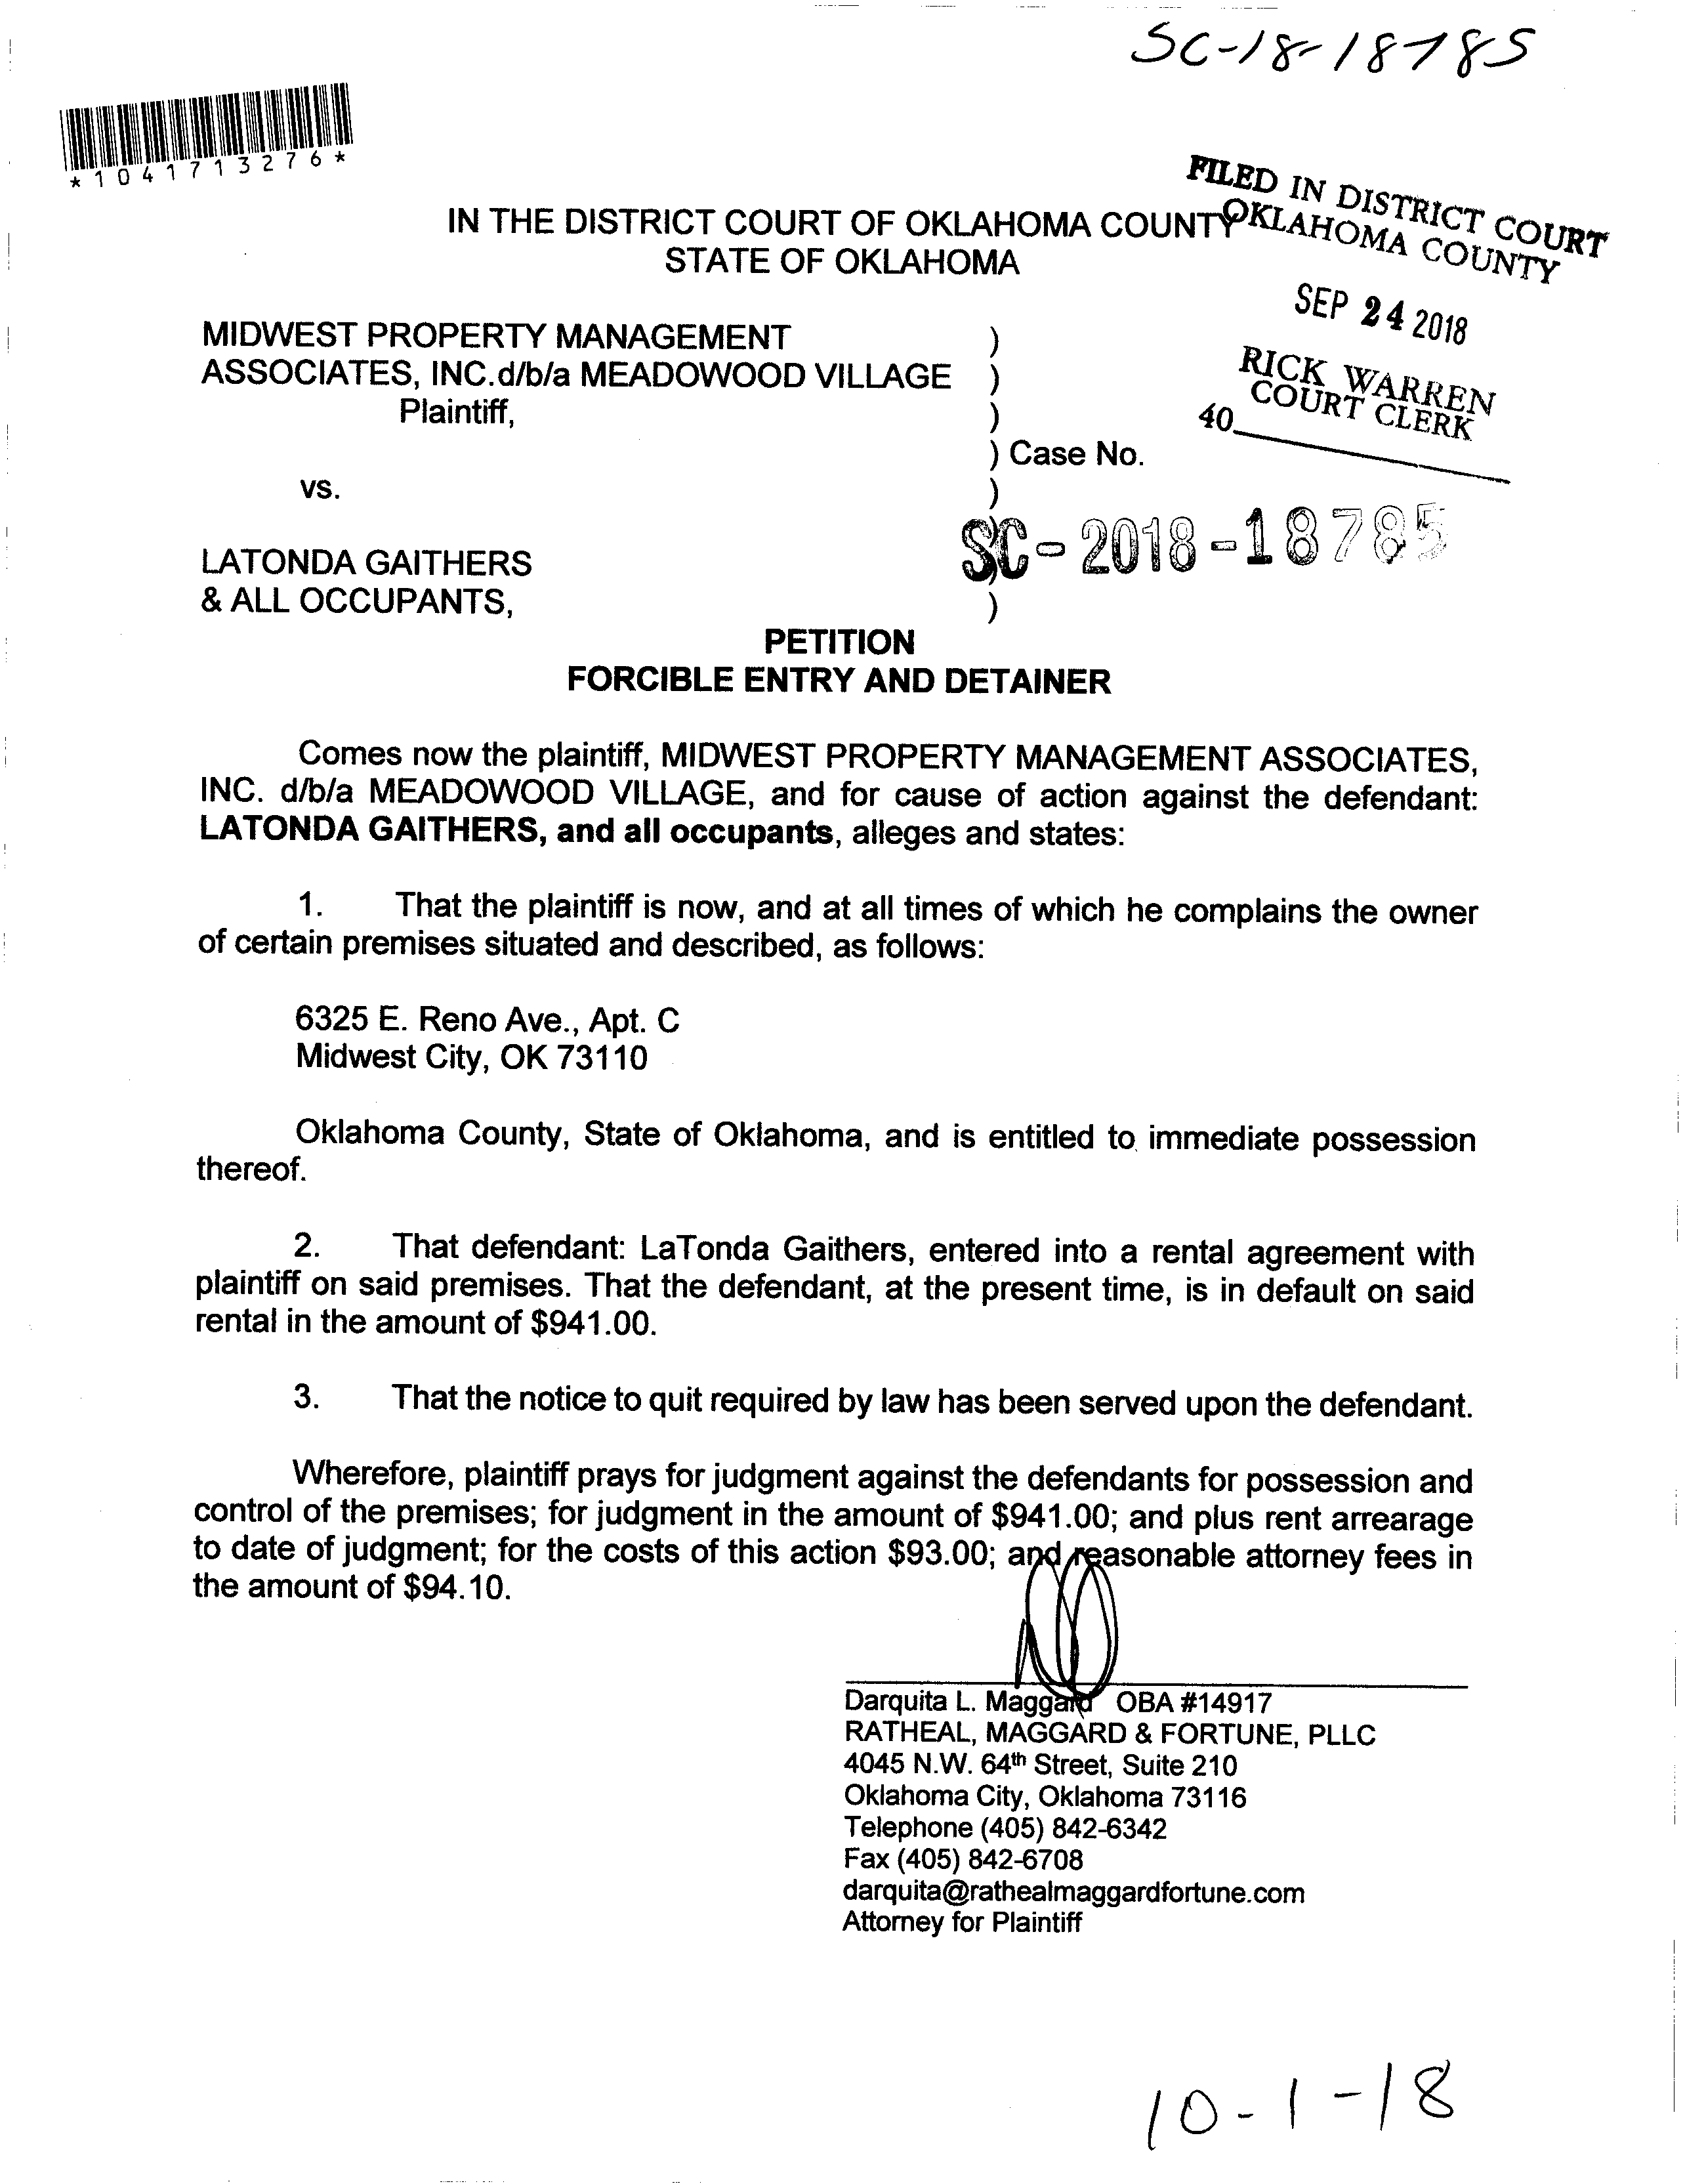 SC-18-18785
*1041713276*
FILED IN DISTRICT COURT
OKLAHOMA COUNTY
IN THE DISTRICT COURT OF OKLAHOMA COUNTY
STATE OF OKLAHOMA
SEP 24 2018
RICK WARREN
COURT CLERK
40
MIDWEST PROPERTY MANAGEMENT )
ASSOCIATES, INC.d/b/a MEADOWOOD VILLAGE )
Plaintiff, )
) Case No.
vs. )
SC-2018-18785
LATONDA GAITHERS )
& ALL OCCUPANTS, )
PETITION
FORCIBLE ENTRY AND DETAINER
Comes now the plaintiff, MIDWEST PROPERTY MANAGEMENT ASSOCIATES,
INC. d/b/a MEADOWOOD VILLAGE, and for cause of action against the defendant:
LATONDA GAITHERS, and all occupants, alleges and states:
1. That the plaintiff is now, and at all times of which he complains the owner
of certain premises situated and described, as follows:
6325 E. Reno Ave., Apt. C
Midwest City, OK 73110
Oklahoma County, State of Oklahoma, and is entitled to immediate possession
thereof.
2. That defendant: LaTonda Gaithers, entered into a rental agreement with
plaintiff on said premises. That the defendant, at the present time, is in default on said
rental in the amount of $941.00.
3. That the notice to quit required by law has been served upon the defendant.
Wherefore, plaintiff prays for judgment against the defendants for possession and
control of the premises; for judgment in the amount of $941.00; and plus rent arrearage
to date of judgment; for the costs of this action $93.00; and reasonable attorney fees in
the amount of $94.10.
Darquita L. Maggard OBA #14917
RATHEAL, MAGGARD & FORTUNE, PLLC
4045 N.W. 64th Street, Suite 210
Oklahoma City, Oklahoma 73116
Telephone (405) 842-6342
Fax (405) 842-6708
darquita@rathealmaggardfortune.com
Attorney for Plaintiff
10-1-18